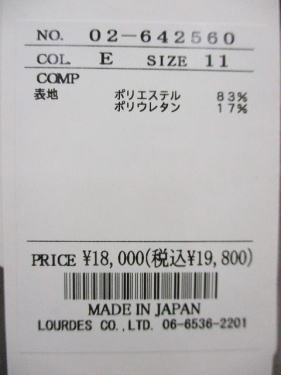 NO. 02-642560
COL. E SIZE 11
COMP
表地 ポリエステル 83%
ポリウレタン 17%
PRICE ¥18,000(税込¥19,800)
MADE IN JAPAN
LOURDES CO.,LTD. 06-6536-2201